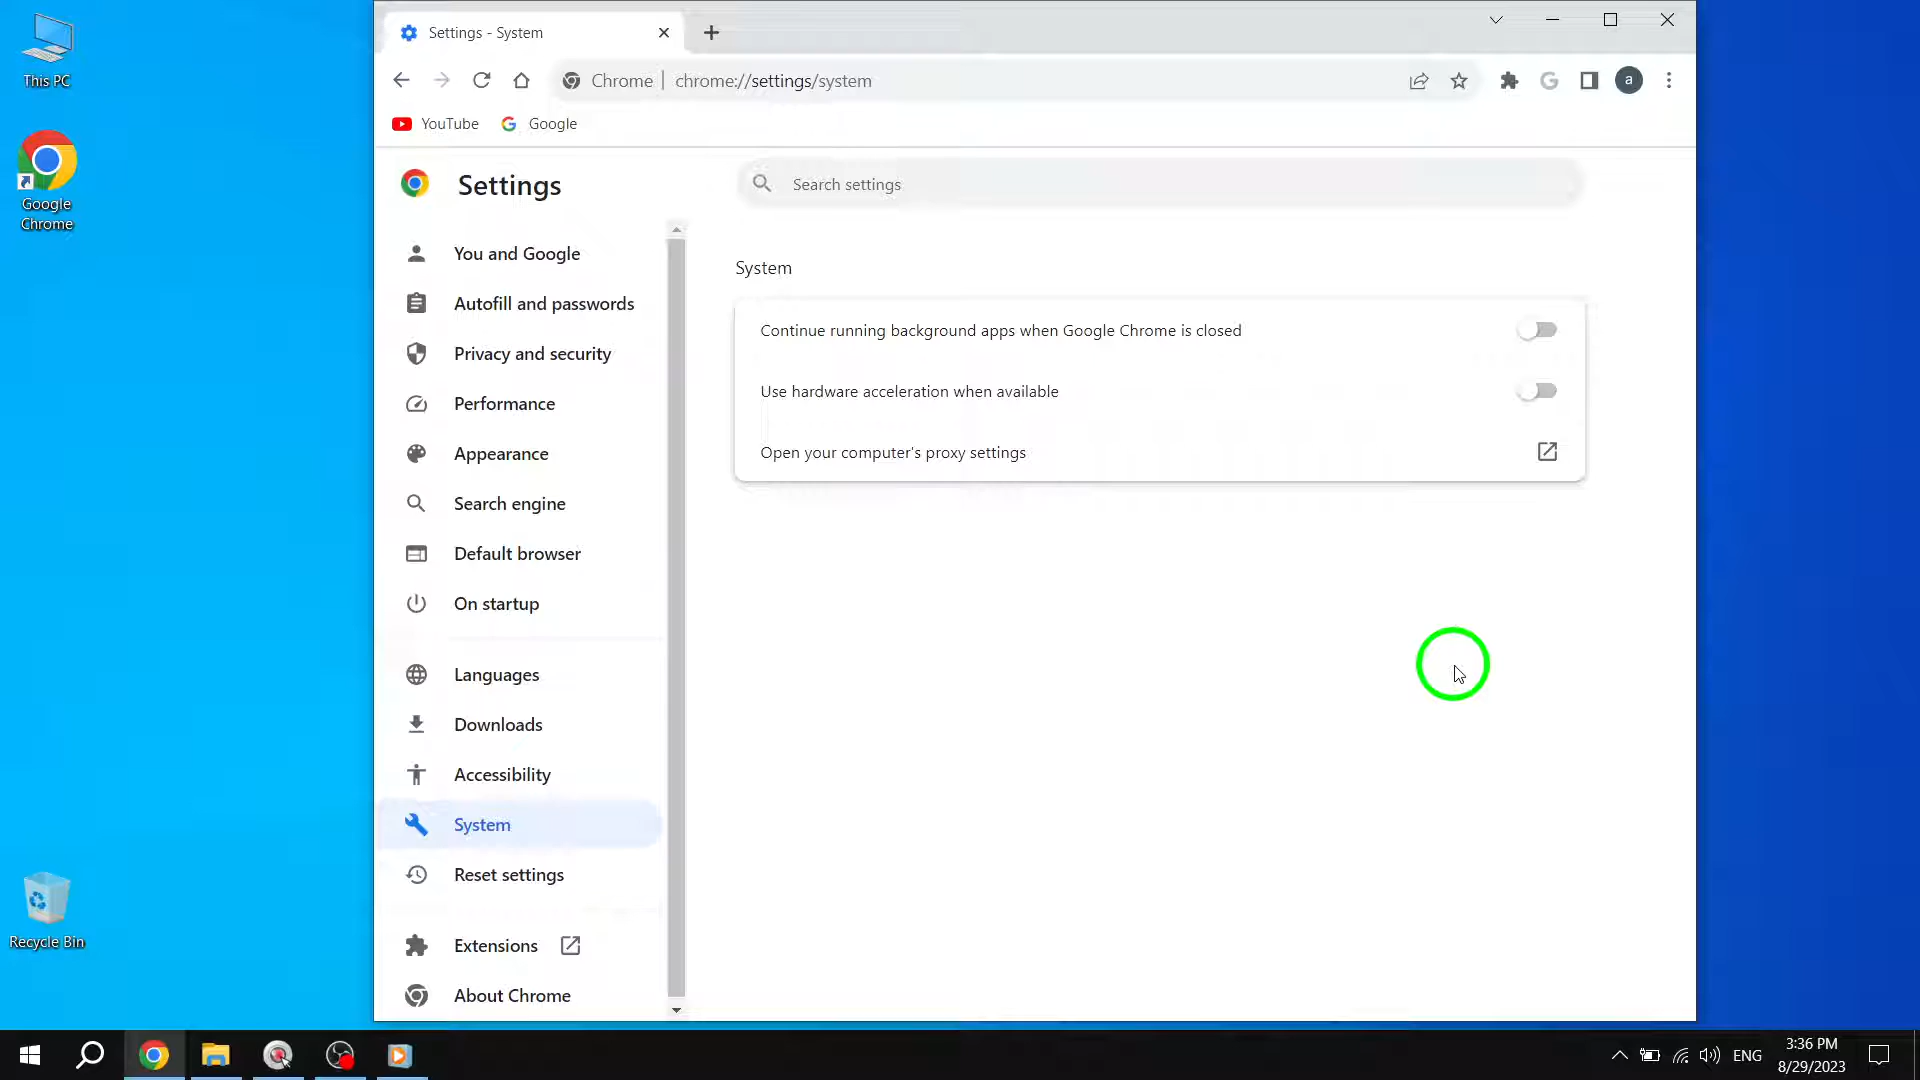 This PC
Google
Chrome
Recycle Bin
Settings - System
Chrome | chrome://settings/system
a
YouTube
Google
Settings
Search settings
You and Google
Autofill and passwords
Privacy and security
Performance
Appearance
Search engine
Default browser
On startup
Languages
Downloads
Accessibility
System
Reset settings
Extensions
About Chrome
System
Continue running background apps when Google Chrome is closed
Use hardware acceleration when available
Open your computer's proxy settings
ENG
3:36 PM
8/29/2023